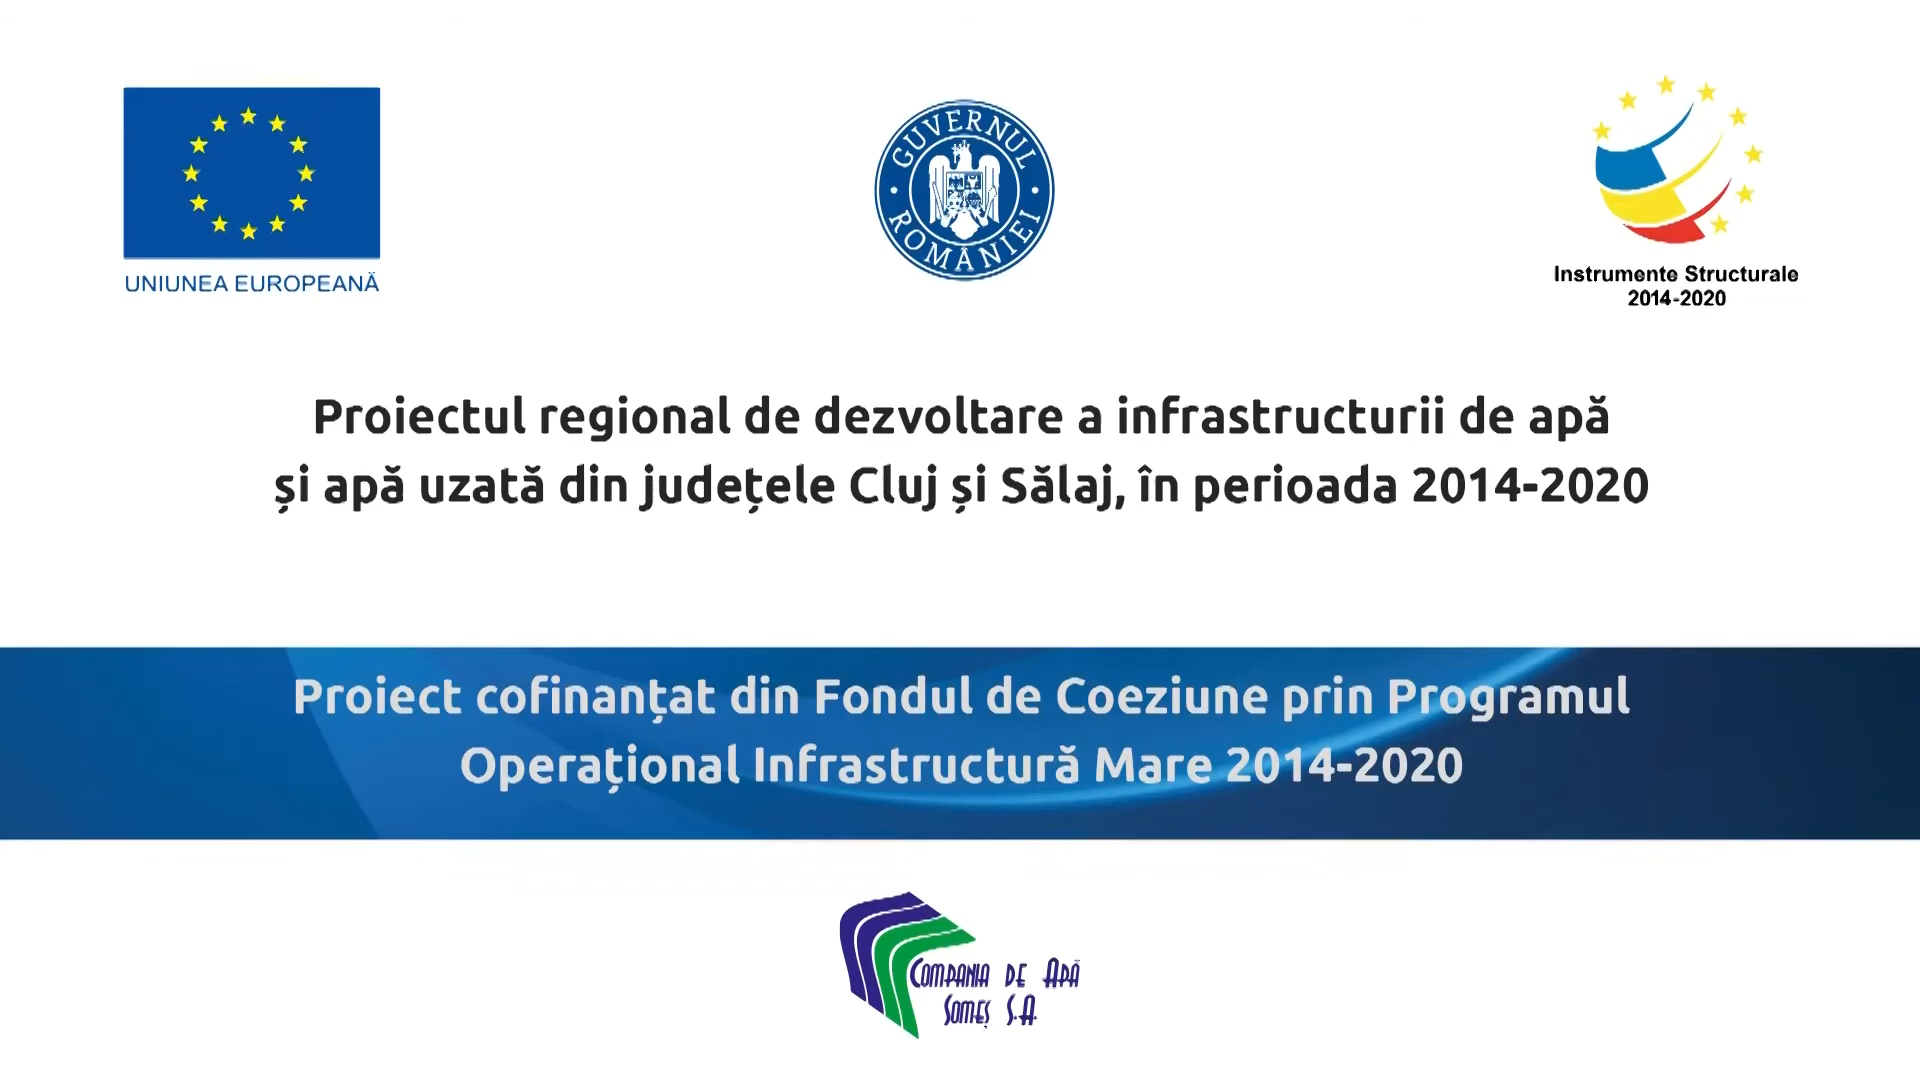 UNIUNEA EUROPEANĂ
GUVERNUL
ROMÂNIEI
Instrumente Structurale
2014-2020
Proiectul regional de dezvoltare a infrastructurii de apă
și apă uzată din județele Cluj și Sălaj, în perioada 2014-2020
Proiect cofinanțat din Fondul de Coeziune prin Programul
Operațional Infrastructură Mare 2014-2020
COMPANIA DE APĂ
SOMEȘ S.A.